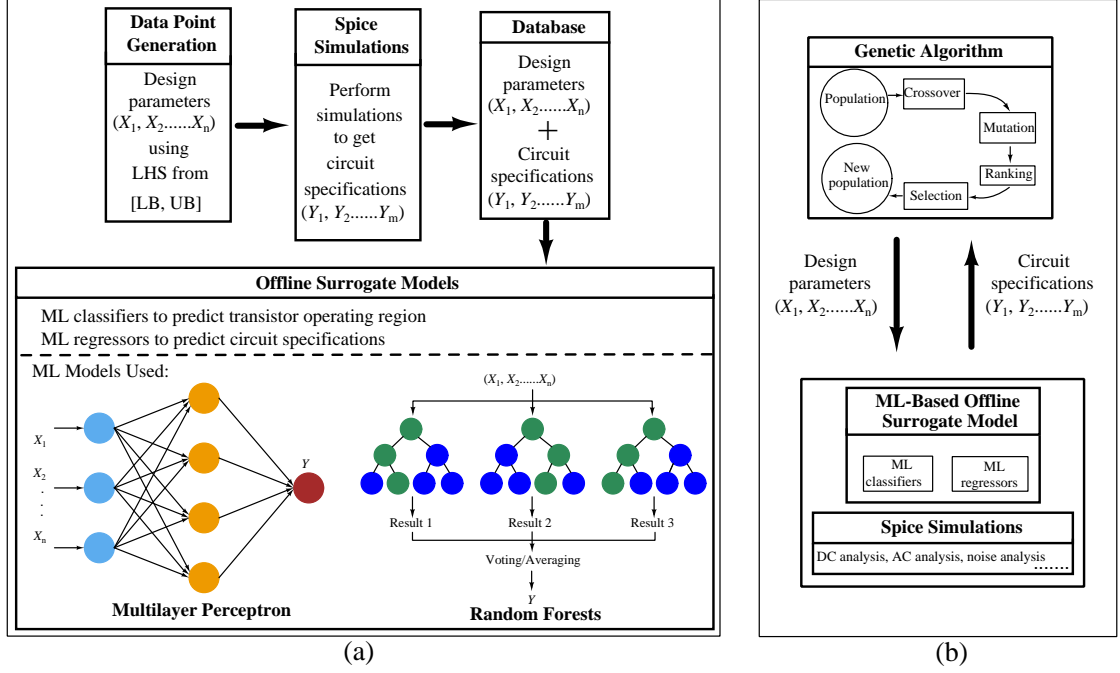 Data Point
Generation
Design
parameters
(X1, X2......Xn)
using
LHS from
[LB, UB]
Spice
Simulations
Perform
simulations
to get
circuit
specifications
(Y1, Y2......Ym)
Database
Design
parameters
(X1, X2......Xn)
+
Circuit
specifications
(Y1, Y2......Ym)
Offline Surrogate Models
ML classifiers to predict transistor operating region
ML regressors to predict circuit specifications
ML Models Used:
X1
X2
.
.
.
Xn
Y
Multilayer Perceptron
(X1, X2......Xn)
Result 1
Result 2
Result 3
Voting/Averaging
Y
Random Forests
(a)
Genetic Algorithm
Population
Crossover
Mutation
Ranking
Selection
New
population
Design
parameters
(X1, X2......Xn)
Circuit
specifications
(Y1, Y2......Ym)
ML-Based Offline
Surrogate Model
ML
classifiers
ML
regressors
Spice Simulations
DC analysis, AC analysis, noise analysis
.......
(b)